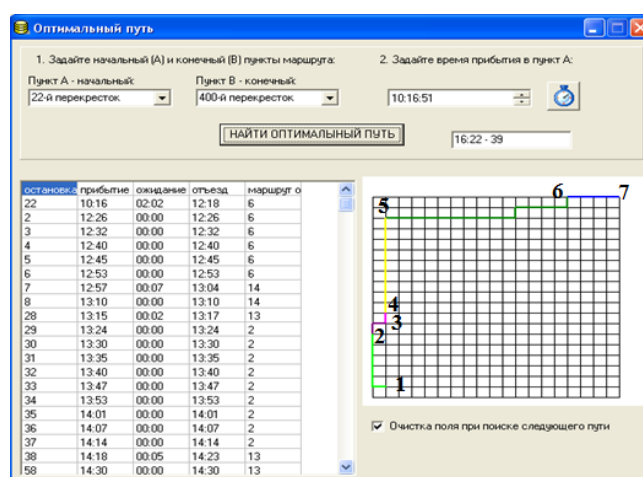 Оптимальный путь
1. Задайте начальный (А) и конечный (В) пункты маршрута:
2. Задайте время прибытия в пункт А:
Пункт А - начальный:
Пункт В - конечный:
22-й перекресток
400-й перекресток
10:16:51
НАЙТИ ОПТИМАЛЬНЫЙ ПУТЬ
16:22 - 39
остановка прибытие ожидание отъезд маршрут о
22 10:16 02:02 12:18 6
2 12:26 00:00 12:26 6
3 12:32 00:00 12:32 6
4 12:40 00:00 12:40 6
5 12:45 00:00 12:45 6
6 12:53 00:00 12:53 6
7 12:57 00:07 13:04 14
8 13:10 00:00 13:10 14
28 13:15 00:02 13:17 13
29 13:24 00:00 13:24 2
30 13:30 00:00 13:30 2
31 13:35 00:00 13:35 2
32 13:40 00:00 13:40 2
33 13:47 00:00 13:47 2
34 13:53 00:00 13:53 2
35 14:01 00:00 14:01 2
36 14:07 00:00 14:07 2
37 14:14 00:00 14:14 2
38 14:18 00:05 14:23 13
58 14:30 00:00 14:30 13
6 7
5
4
3
2
1
Очистка поля при поиске следующего пути